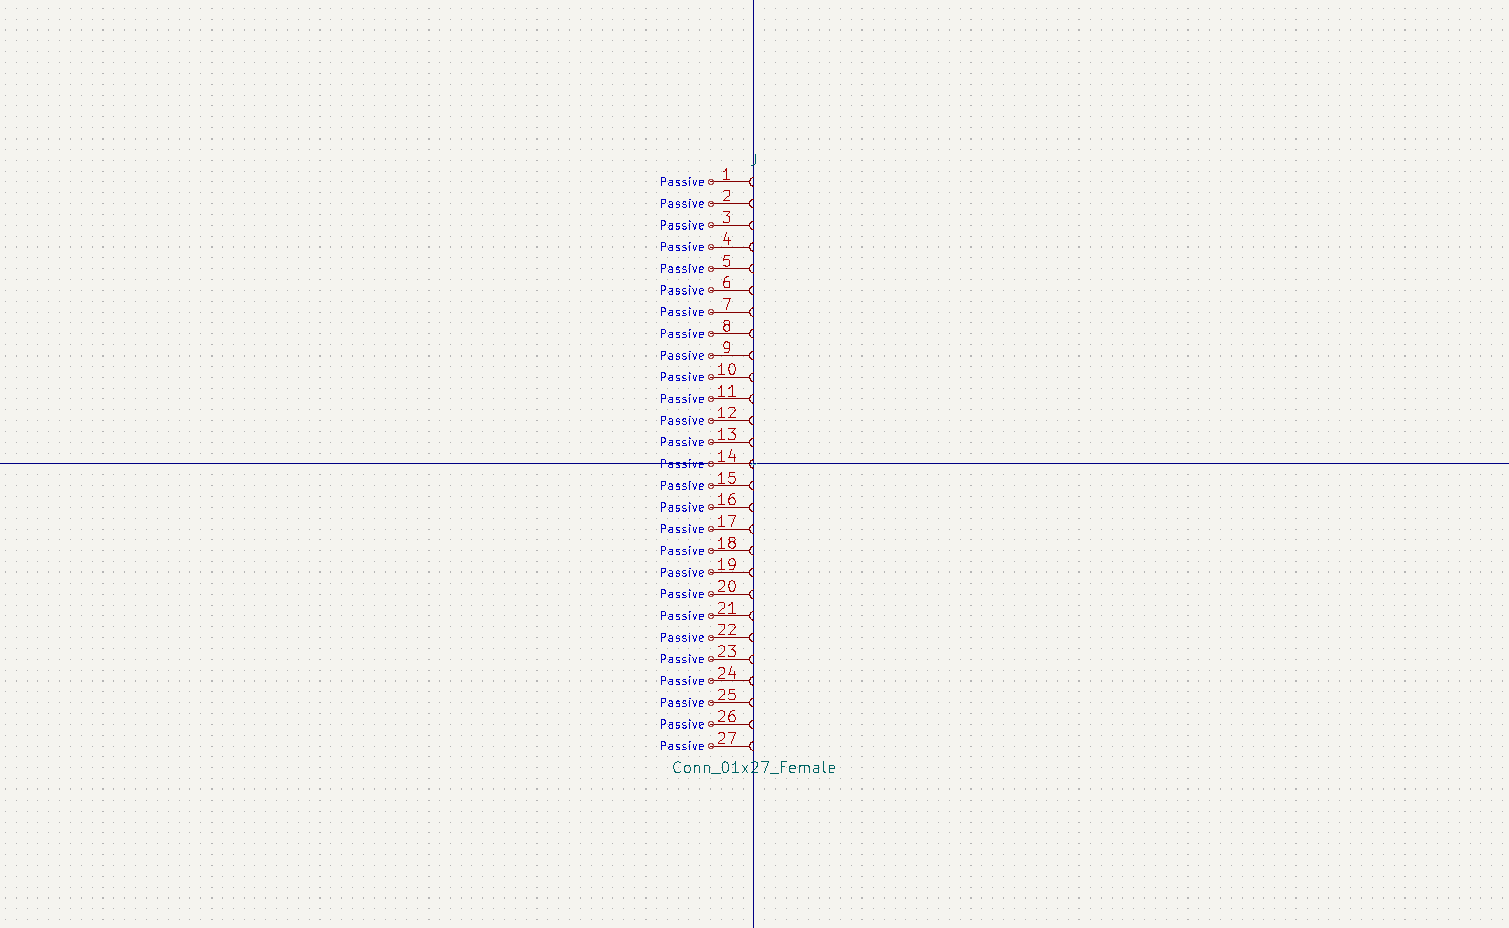 J
Passive 1
Passive 2
Passive 3
Passive 4
Passive 5
Passive 6
Passive 7
Passive 8
Passive 9
Passive 10
Passive 11
Passive 12
Passive 13
Passive 14
Passive 15
Passive 16
Passive 17
Passive 18
Passive 19
Passive 20
Passive 21
Passive 22
Passive 23
Passive 24
Passive 25
Passive 26
Passive 27
Conn_01x27_Female